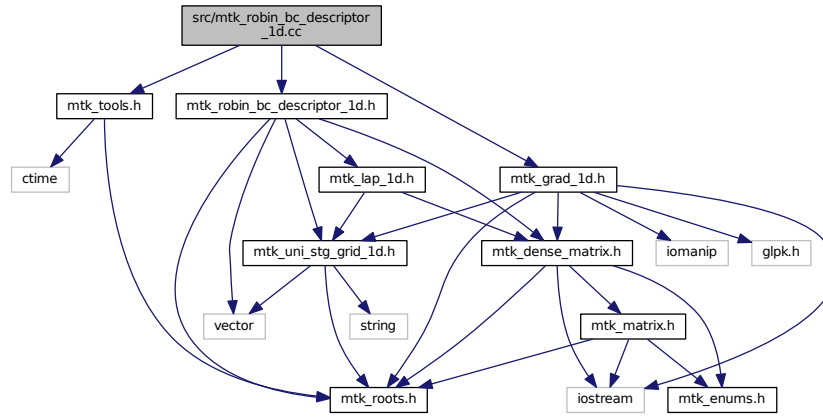 src/mtk_robin_bc_descriptor
_1d.cc
mtk_tools.h
mtk_robin_bc_descriptor_1d.h
ctime
mtk_lap_1d.h
mtk_grad_1d.h
mtk_uni_stg_grid_1d.h
mtk_dense_matrix.h
iomanip
glpk.h
vector
string
mtk_matrix.h
mtk_roots.h
iostream
mtk_enums.h